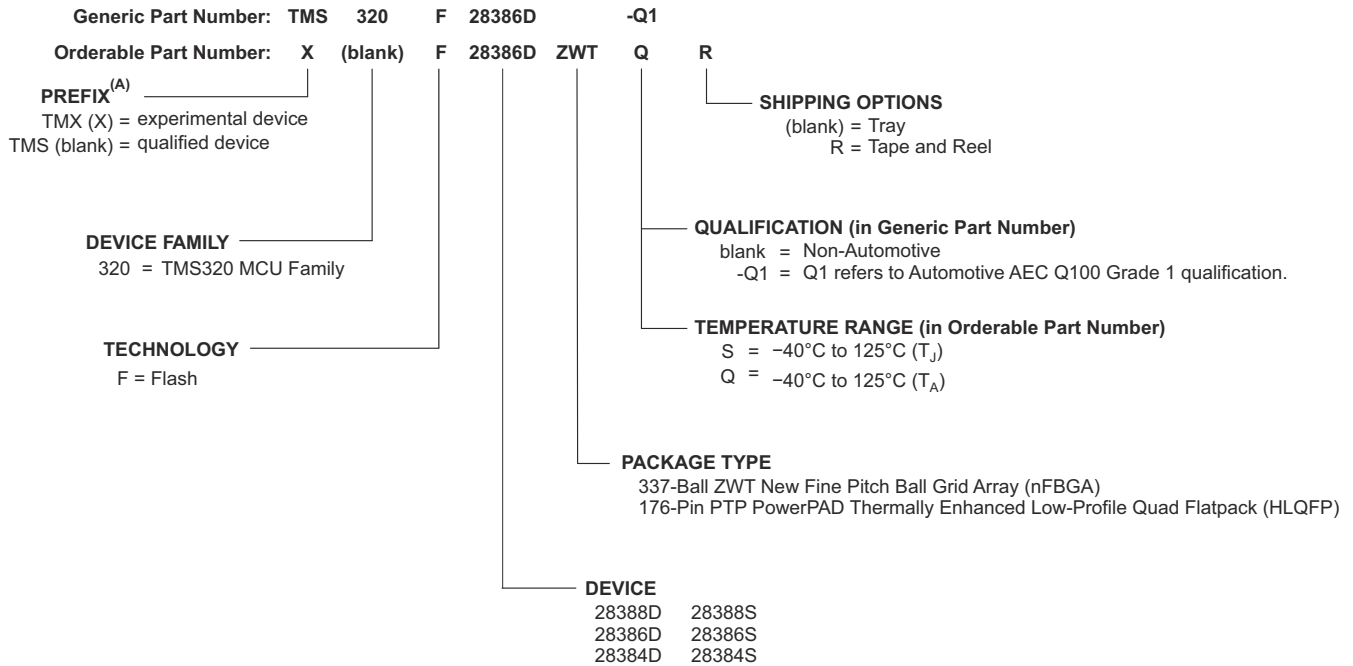 Generic Part Number: TMS 320 F 28386D -Q1
Orderable Part Number: X (blank) F 28386D ZWT Q R
PREFIX(A)
TMX (X) = experimental device
TMS (blank) = qualified device
SHIPPING OPTIONS
(blank) = Tray
R = Tape and Reel
DEVICE FAMILY
320 = TMS320 MCU Family
QUALIFICATION (in Generic Part Number)
blank = Non-Automotive
-Q1 = Q1 refers to Automotive AEC Q100 Grade 1 qualification.
TECHNOLOGY
F = Flash
TEMPERATURE RANGE (in Orderable Part Number)
S = −40°C to 125°C (TJ)
Q = −40°C to 125°C (TA)
PACKAGE TYPE
337-Ball ZWT New Fine Pitch Ball Grid Array (nFBGA)
176-Pin PTP PowerPAD Thermally Enhanced Low-Profile Quad Flatpack (HLQFP)
DEVICE
28388D 28388S
28386D 28386S
28384D 28384S